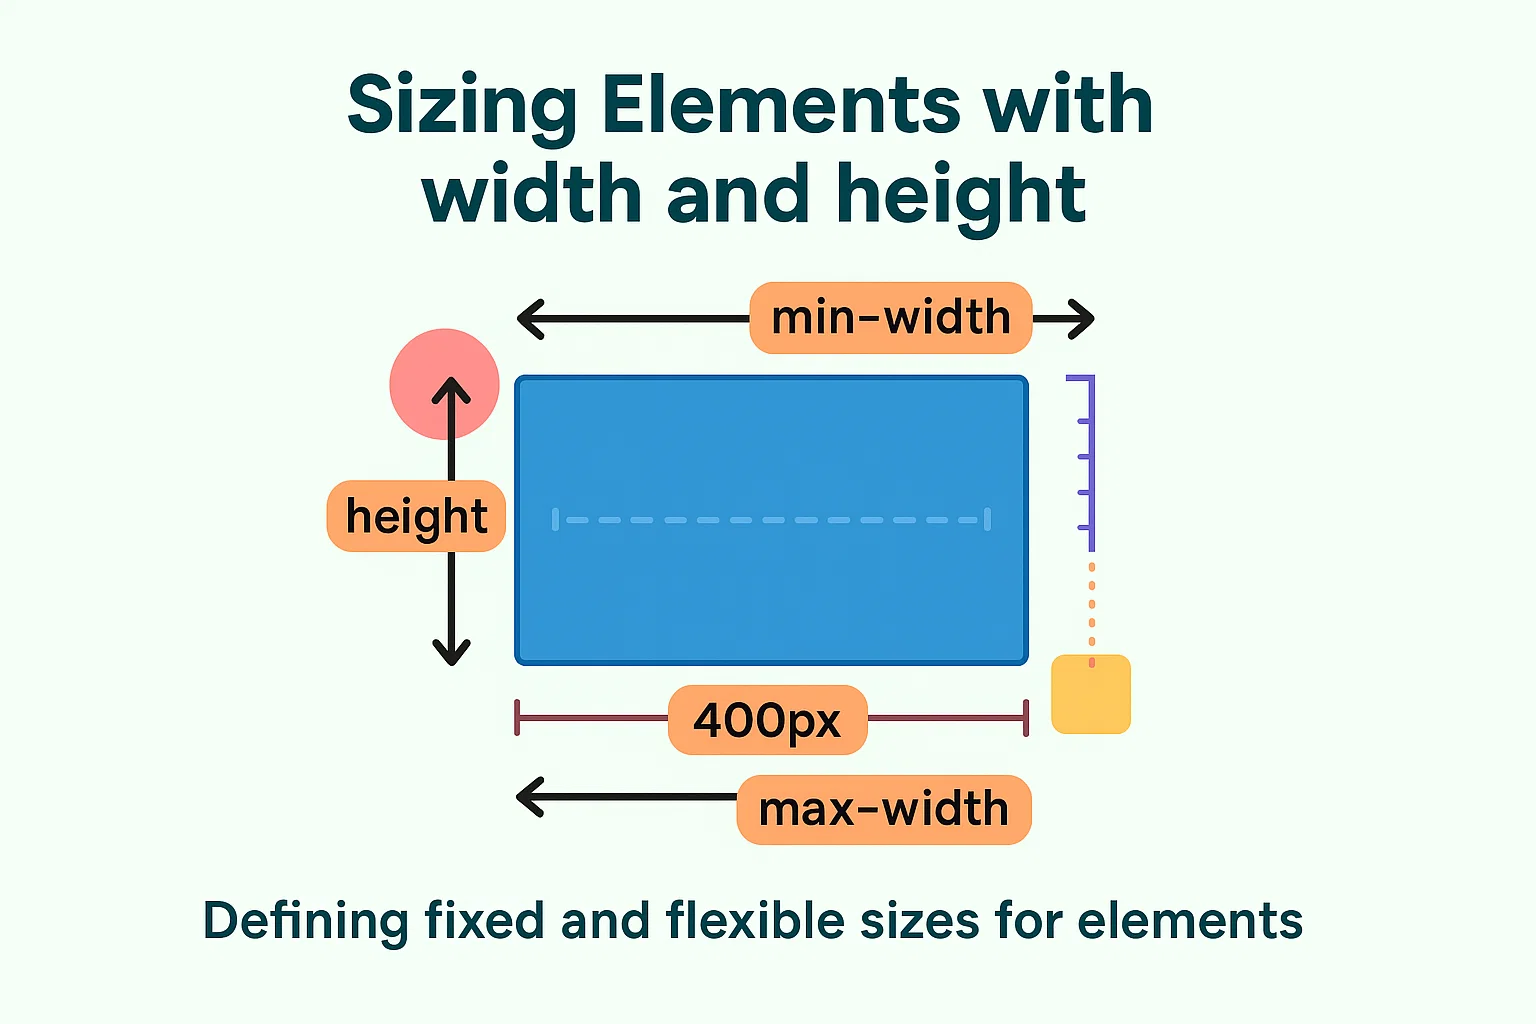 Sizing Elements with
width and height
min-width
height
400px
max-width
Defining fixed and flexible sizes for elements